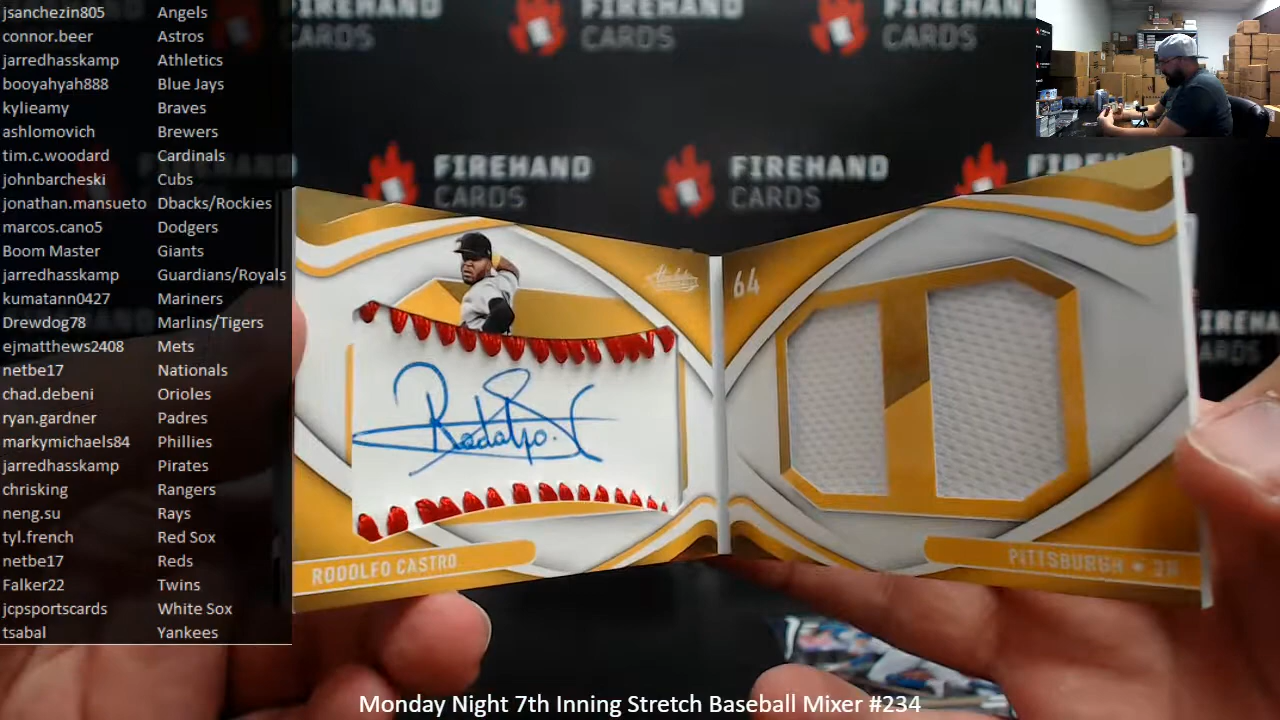 jsanchezin805 Angels
connor.beer Astros
jarredhasskamp Athletics
booyahyah888 Blue Jays
kylieamy Braves
ashlomovich Brewers
tim.c.woodard Cardinals
johnbarcheski Cubs
jonathan.mansueto Dbacks/Rockies
marcos.cano5 Dodgers
Boom Master Giants
jarredhasskamp Guardians/Royals
kumatann0427 Mariners
Drewdog78 Marlins/Tigers
ejmatthews2408 Mets
netbe17 Nationals
chad.debeni Orioles
ryan.gardner Padres
markymichaels84 Phillies
jarredhasskamp Pirates
chrisking Rangers
neng.su Rays
tyl.french Red Sox
netbe17 Reds
Falker22 Twins
jcpsportscards White Sox
tsabal Yankees
FIREHAND
CARDS
FIREHAND
CARDS
FIREHAND
CARDS
FIREHAND
CARDS
Absolute
64
Rodolfo.
RODOLFO CASTRO
PITTSBURGH
Monday Night 7th Inning Stretch Baseball Mixer #234